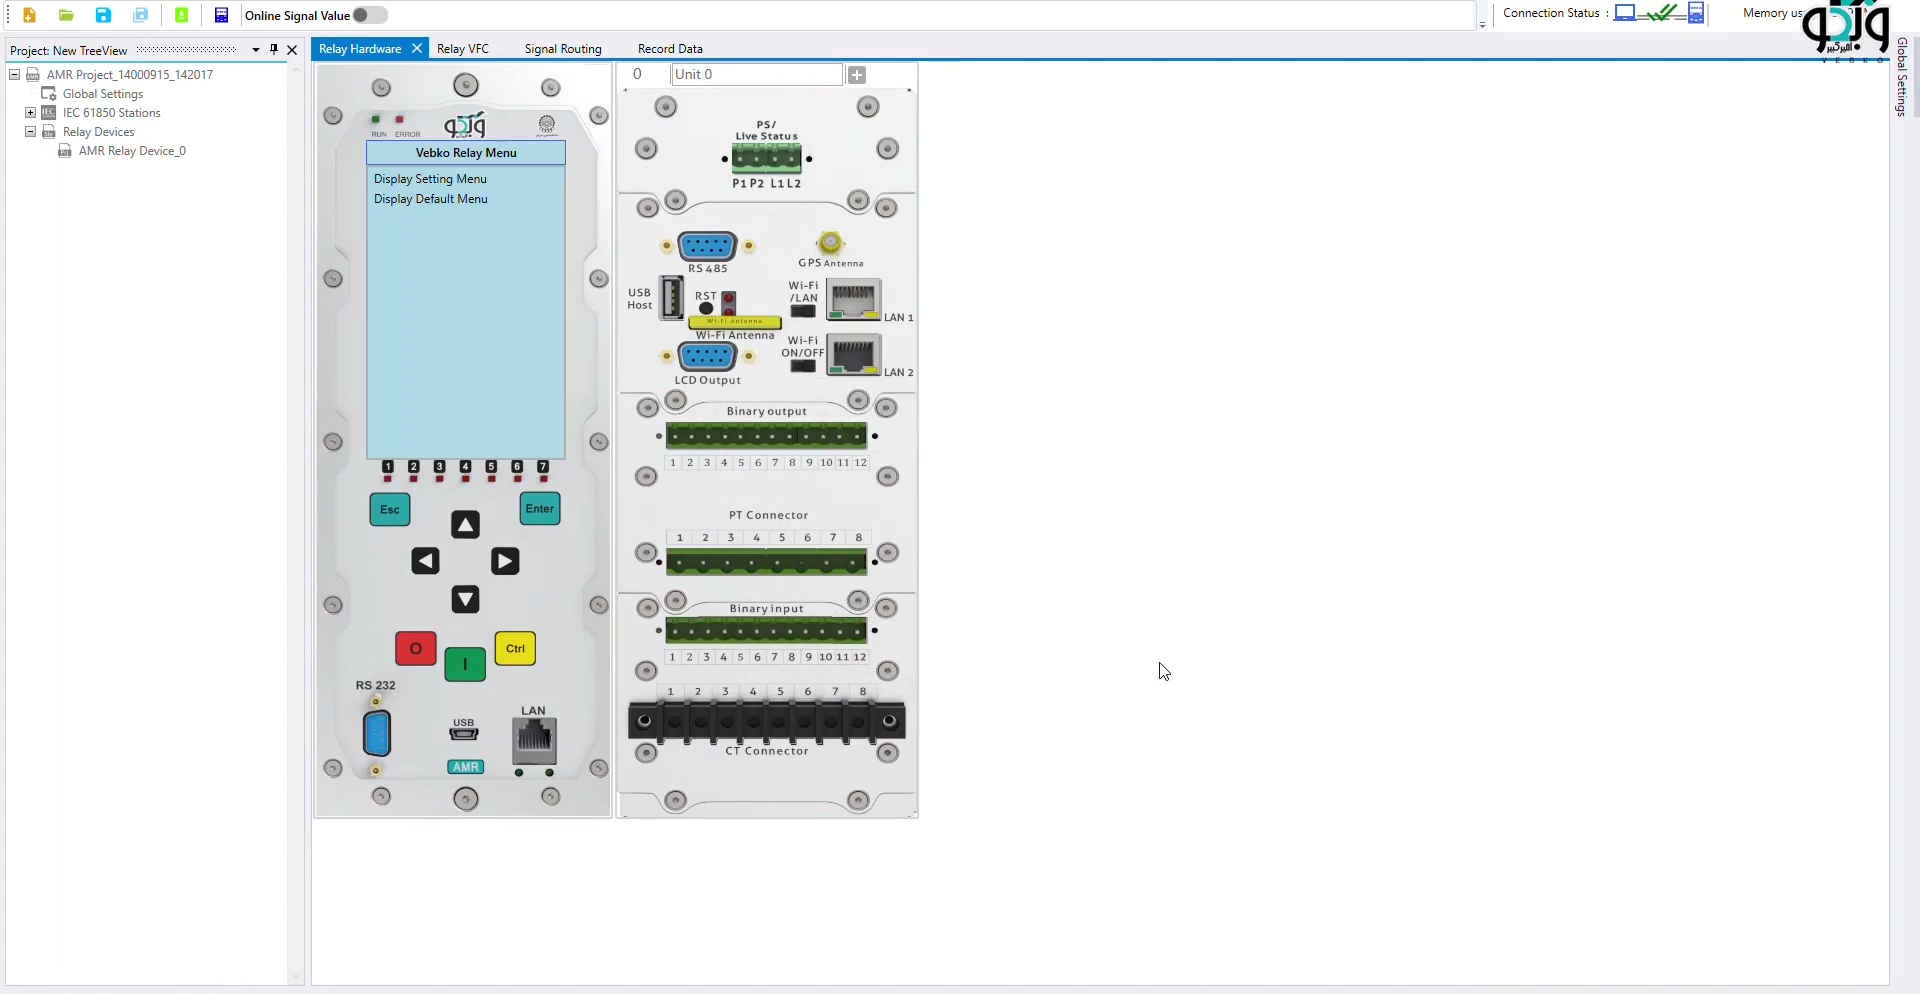 Online Signal Value
Connection Status :
Project: New TreeView
AMR Project_14000915_142017
Global Settings
IEC 61850 Stations
Relay Devices
AMR Relay Device_0
Relay Hardware
Relay VFC
Signal Routing
Record Data
وبکو
امیرکبیر
VEBKO
Global Settings
RUN ERROR
وبکو
Vebko Relay Menu
Display Setting Menu
Display Default Menu
1 2 3 4 5 6 7
Esc
Enter
O
I
Ctrl
RS 232
USB
LAN
AMR
0
Unit 0
PS/
Live Status
P1 P2 L1 L2
RS 485
GPS Antenna
USB
Host
RST
Wi-Fi
/LAN
LAN 1
Wi-Fi Antenna
Wi-Fi Antenna
Wi-Fi
ON/OFF
LAN 2
LCD Output
Binary output
1 2 3 4 5 6 7 8 9 10 11 12
PT Connector
1 2 3 4 5 6 7 8
Binary input
1 2 3 4 5 6 7 8 9 10 11 12
1 2 3 4 5 6 7 8
CT Connector